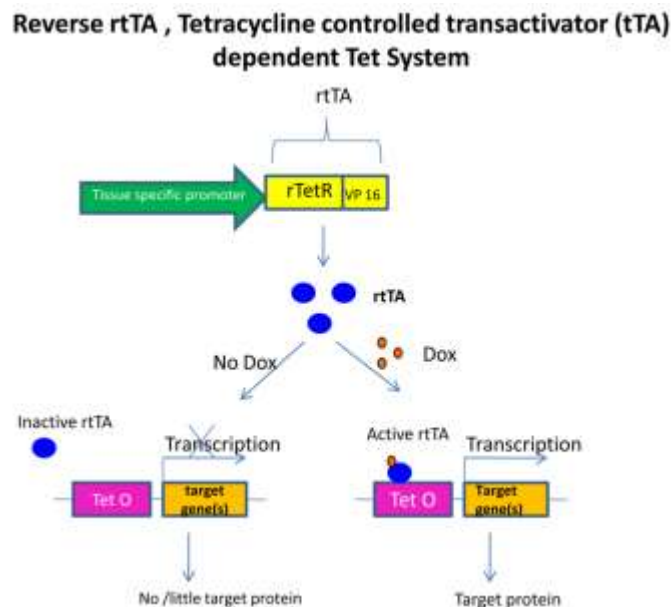 Reverse rtTA , Tetracycline controlled transactivator (tTA)
dependent Tet System
rtTA
Tissue specific promoter
rTetR
VP 16
rtTA
No Dox
Dox
Inactive rtTA
Transcription
Active rtTA
Transcription
Tet O
target
gene(s)
Tet O
Target
gene(s)
No /little target protein
Target protein